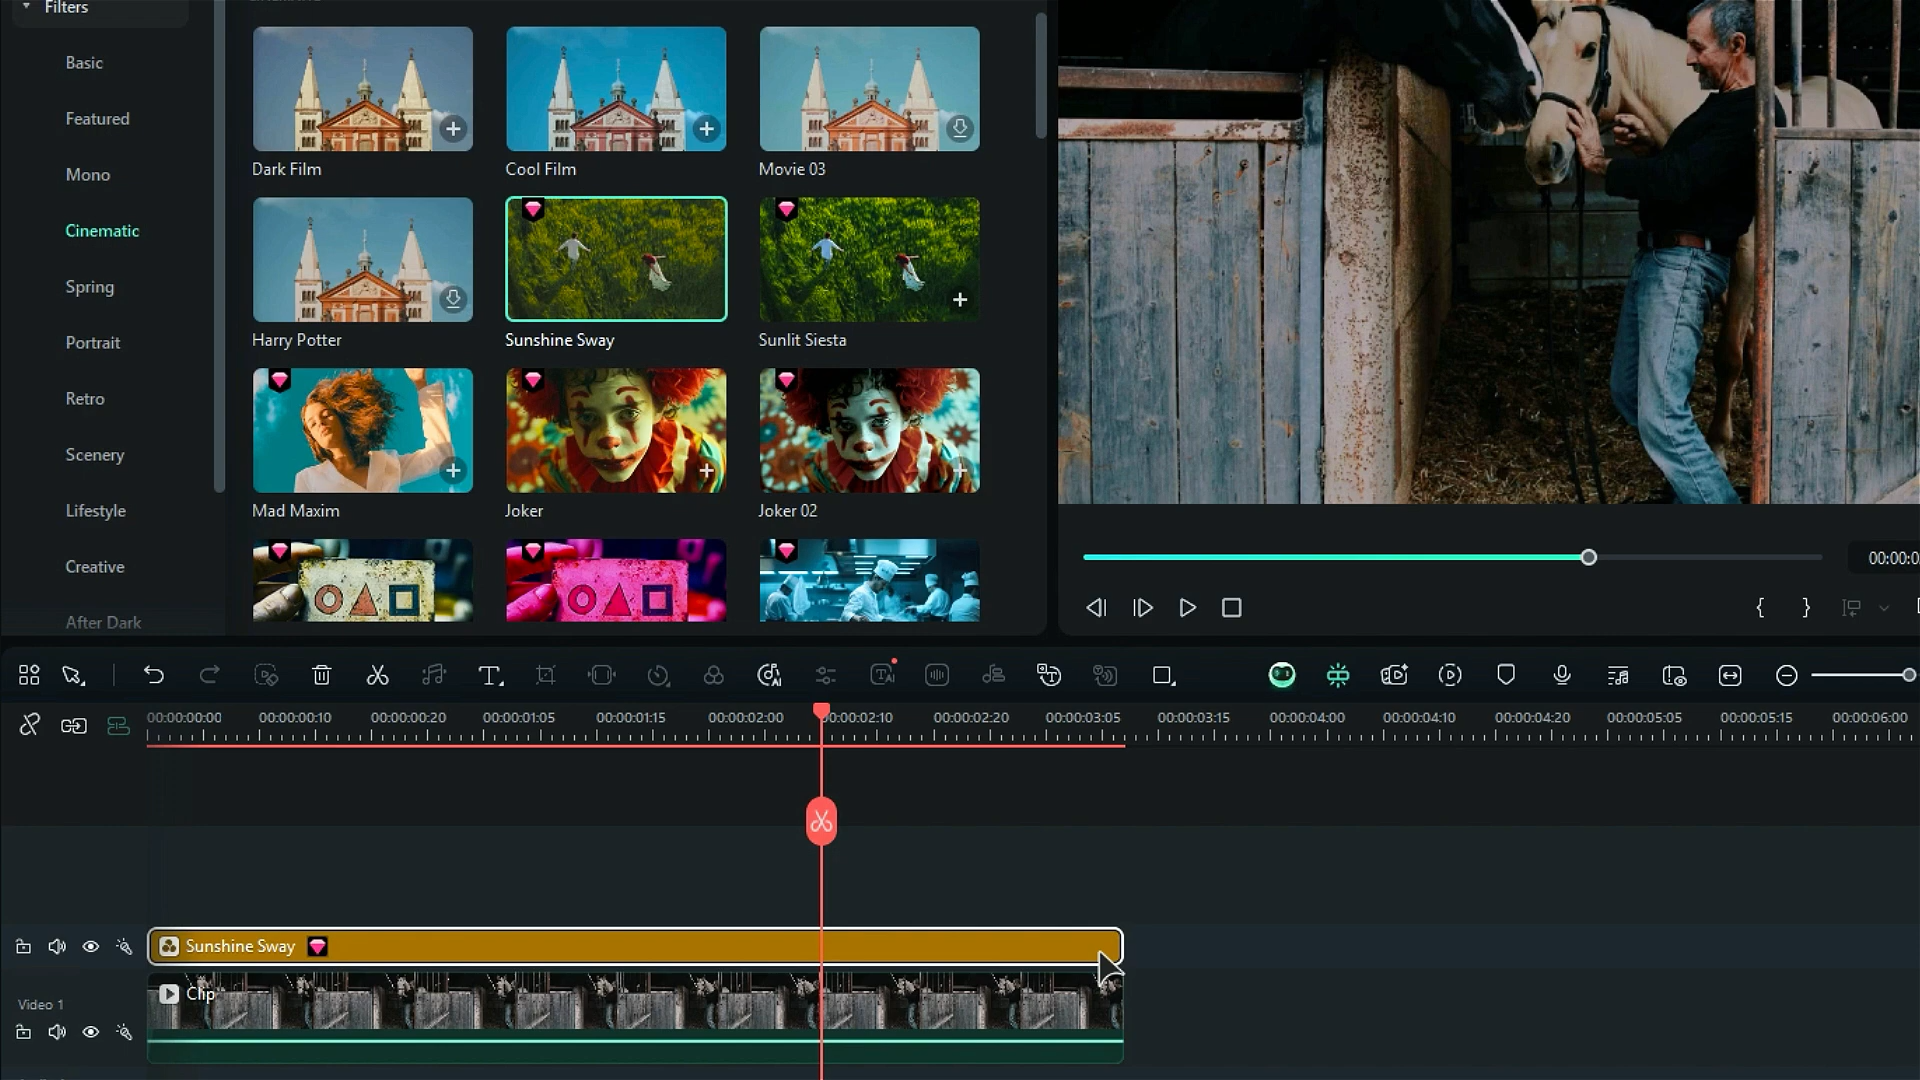 Filters
Basic
Featured
Mono
Cinematic
Spring
Portrait
Retro
Scenery
Lifestyle
Creative
After Dark
Dark Film
Cool Film
Movie 03
Harry Potter
Sunshine Sway
Sunlit Siesta
Mad Maxim
Joker
Joker 02
00:00:0
00:00:00:00 00:00:00:10 00:00:00:20 00:00:01:05 00:00:01:15 00:00:02:00 00:00:02:10 00:00:02:20 00:00:03:05 00:00:03:15 00:00:04:00 00:00:04:10 00:00:04:20 00:00:05:05 00:00:05:15 00:00:06:00
Sunshine Sway
Clip
Video 1